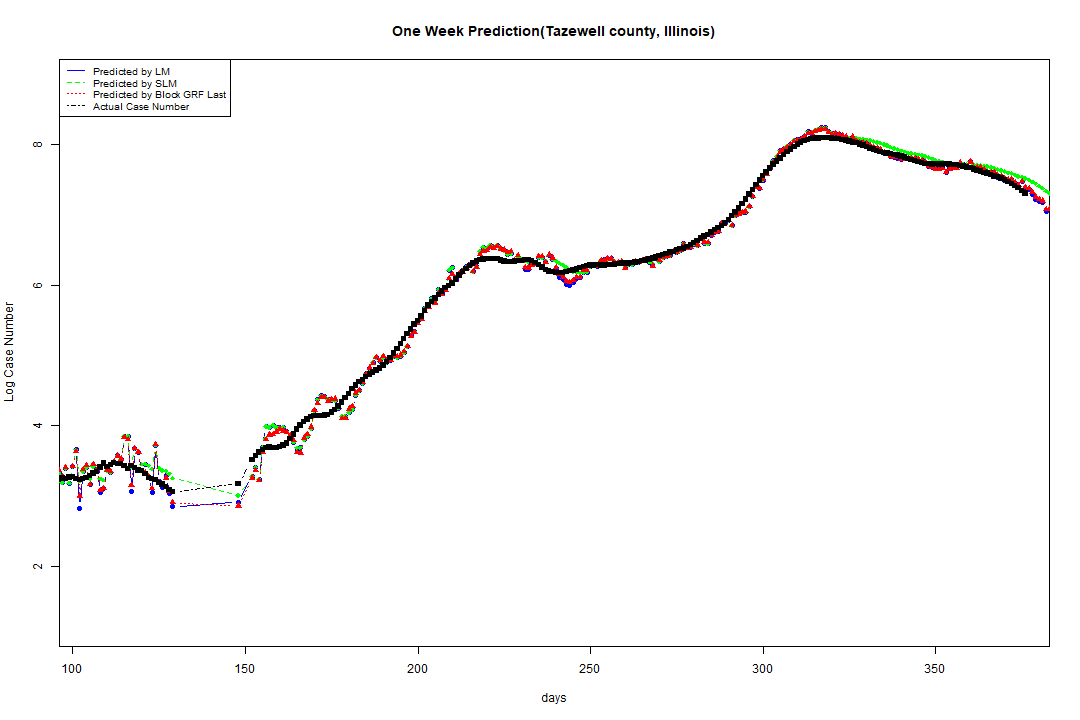 One Week Prediction(Tazewell county, Illinois)
Predicted by LM
Predicted by SLM
Predicted by Block GRF Last
Actual Case Number
8
6
4
2
Log Case Number
100 150 200 250 300 350
days